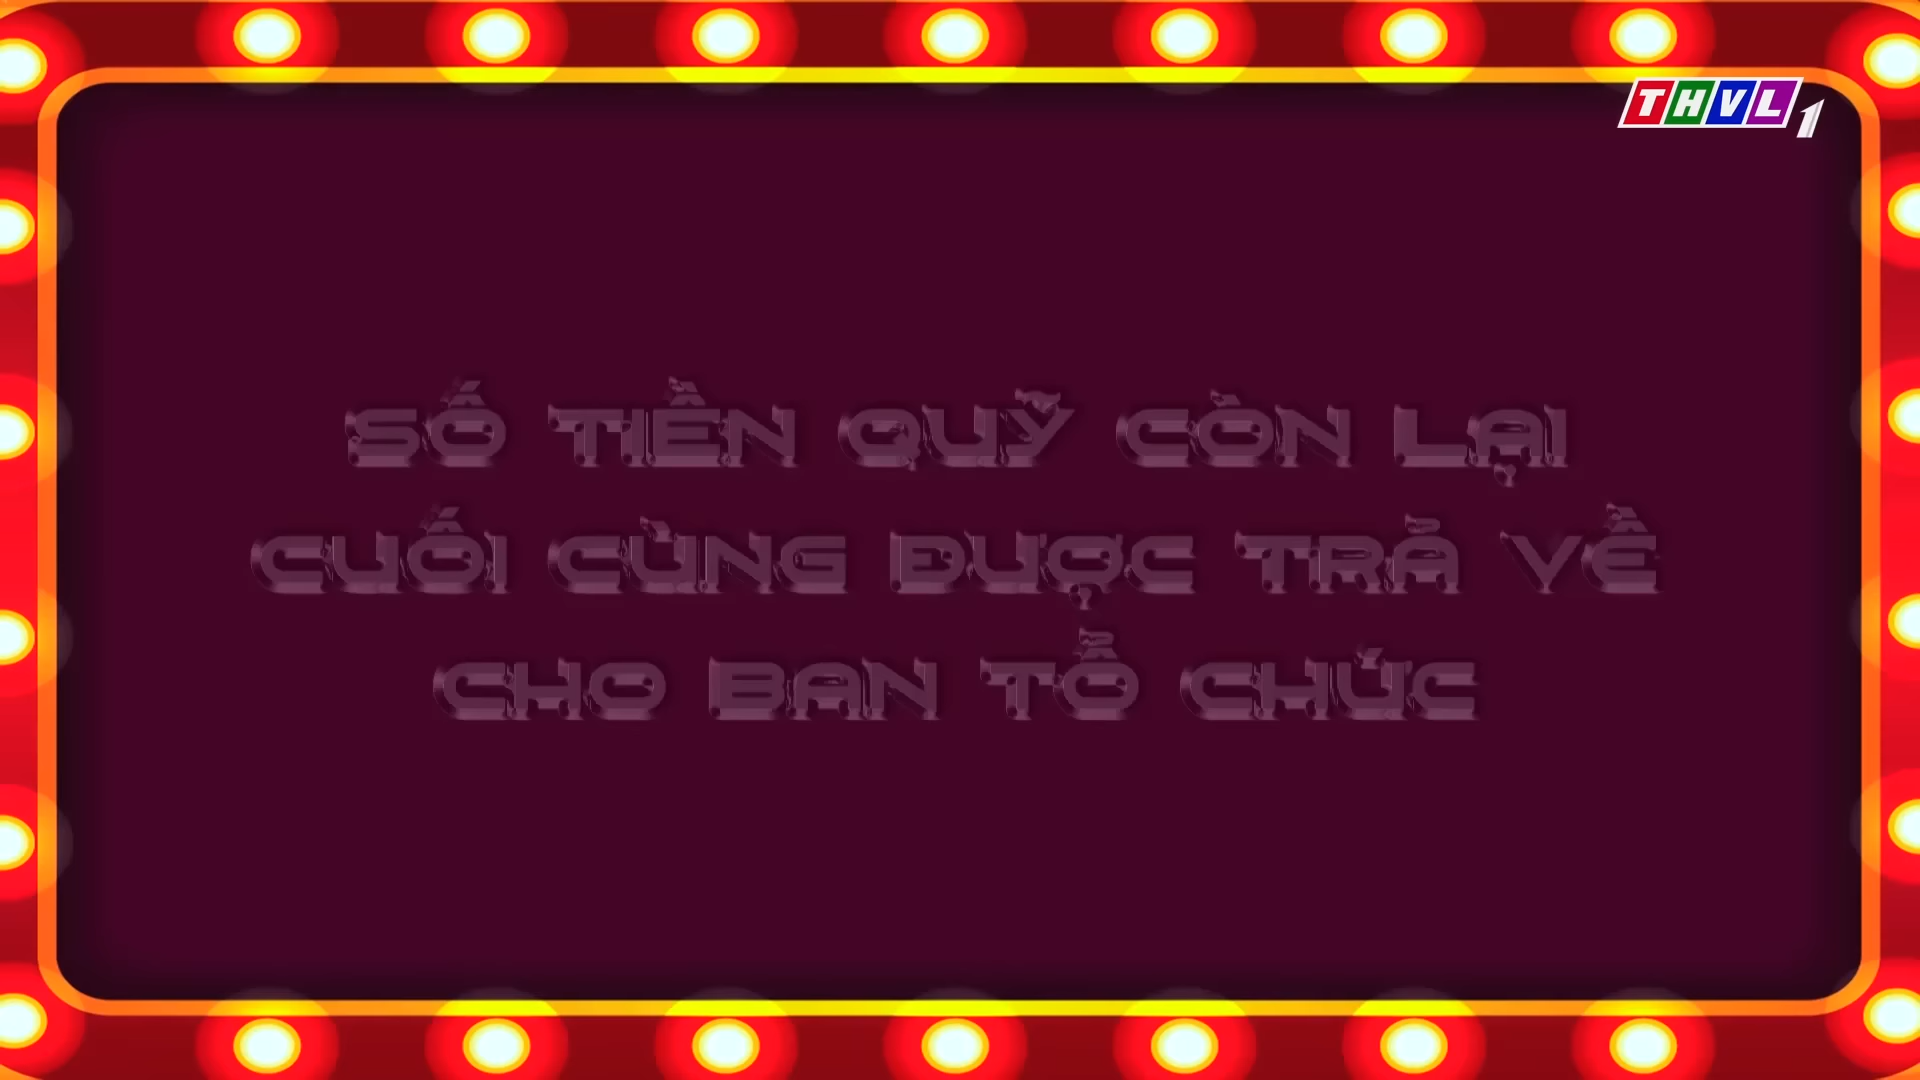 THVL1
SỐ TIỀN QUỸ CÒN LẠI
CUỐI CÙNG ĐƯỢC TRẢ VỀ
CHO BAN TỔ CHỨC